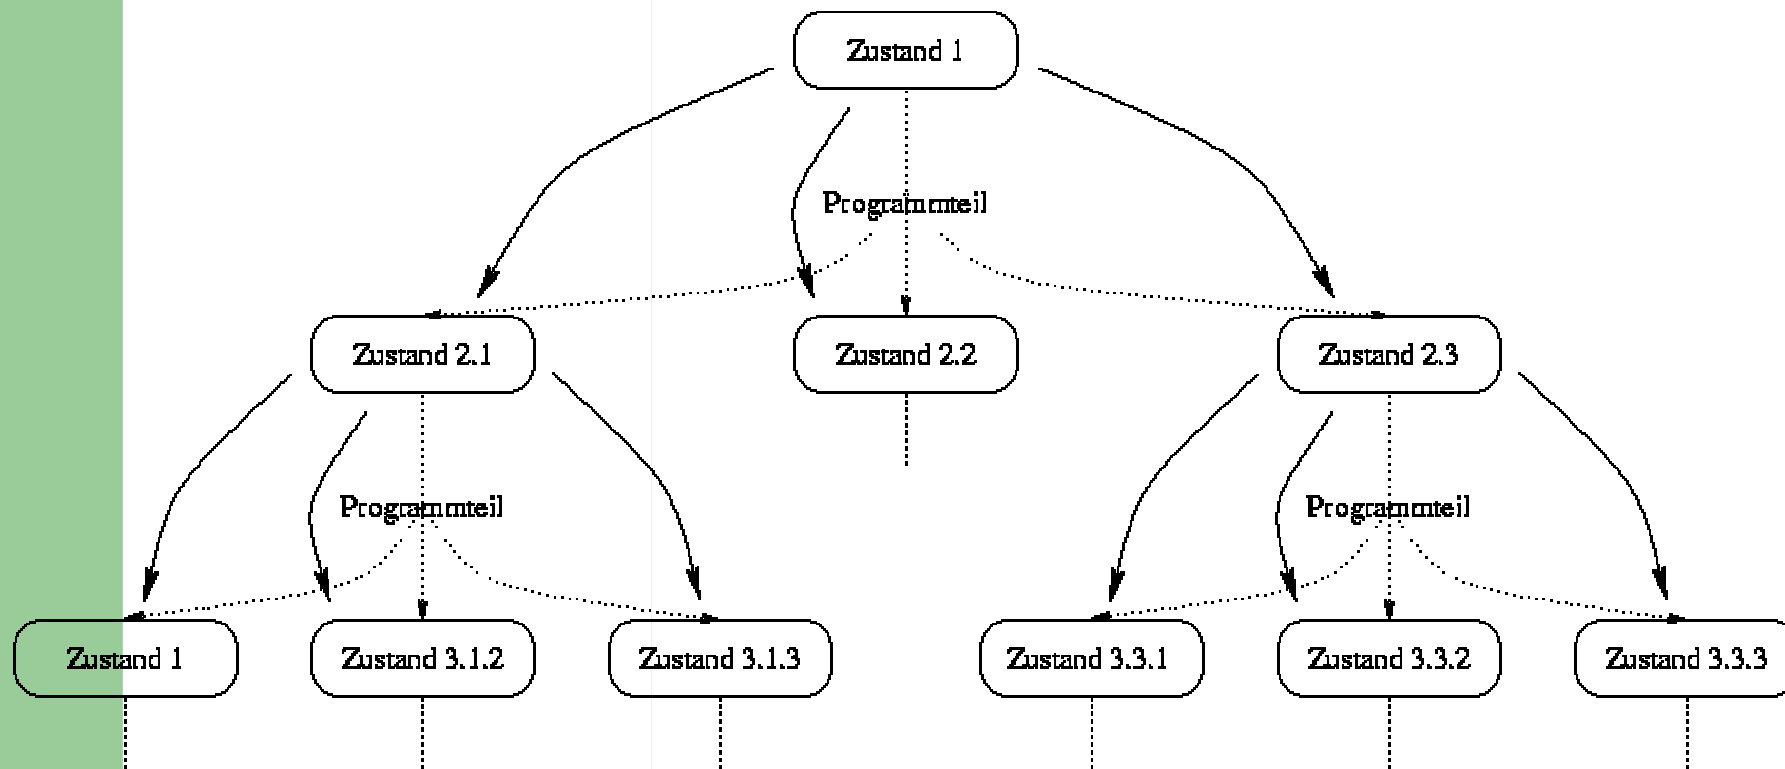 Zustand 1
Programmteil
Zustand 2.1
Zustand 2.2
Zustand 2.3
Programmteil
Programmteil
Zustand 1
Zustand 3.1.2
Zustand 3.1.3
Zustand 3.3.1
Zustand 3.3.2
Zustand 3.3.3